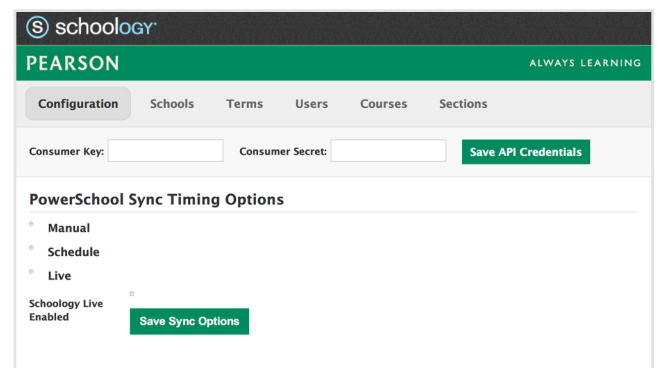 S schoology
PEARSON ALWAYS LEARNING
Configuration Schools Terms Users Courses Sections
Consumer Key: Consumer Secret: Save API Credentials
PowerSchool Sync Timing Options
Manual
Schedule
Live
Schoology Live
Enabled
Save Sync Options